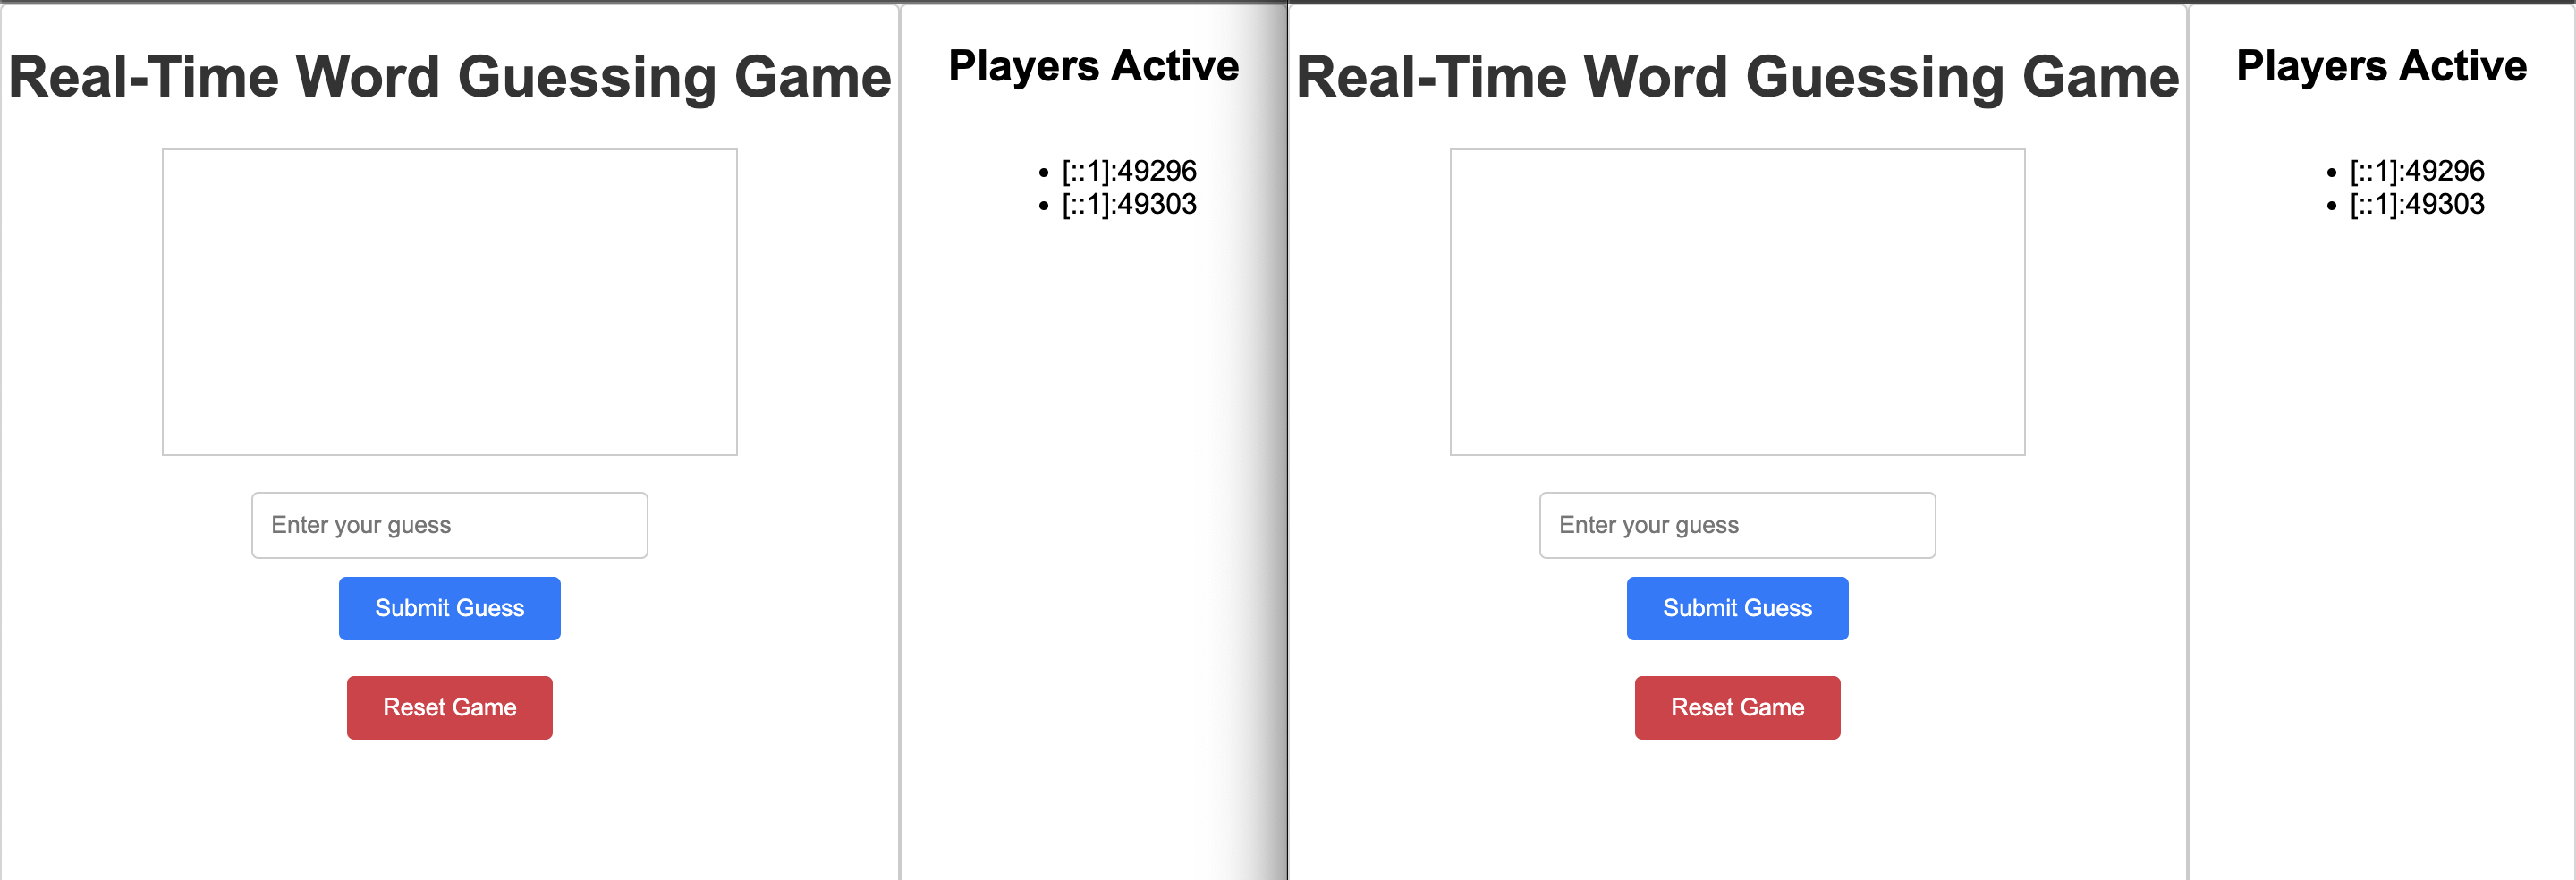 Real-Time Word Guessing Game
Enter your guess
Submit Guess
Reset Game
Players Active
[::1]:49296
[::1]:49303
Real-Time Word Guessing Game
Enter your guess
Submit Guess
Reset Game
Players Active
[::1]:49296
[::1]:49303